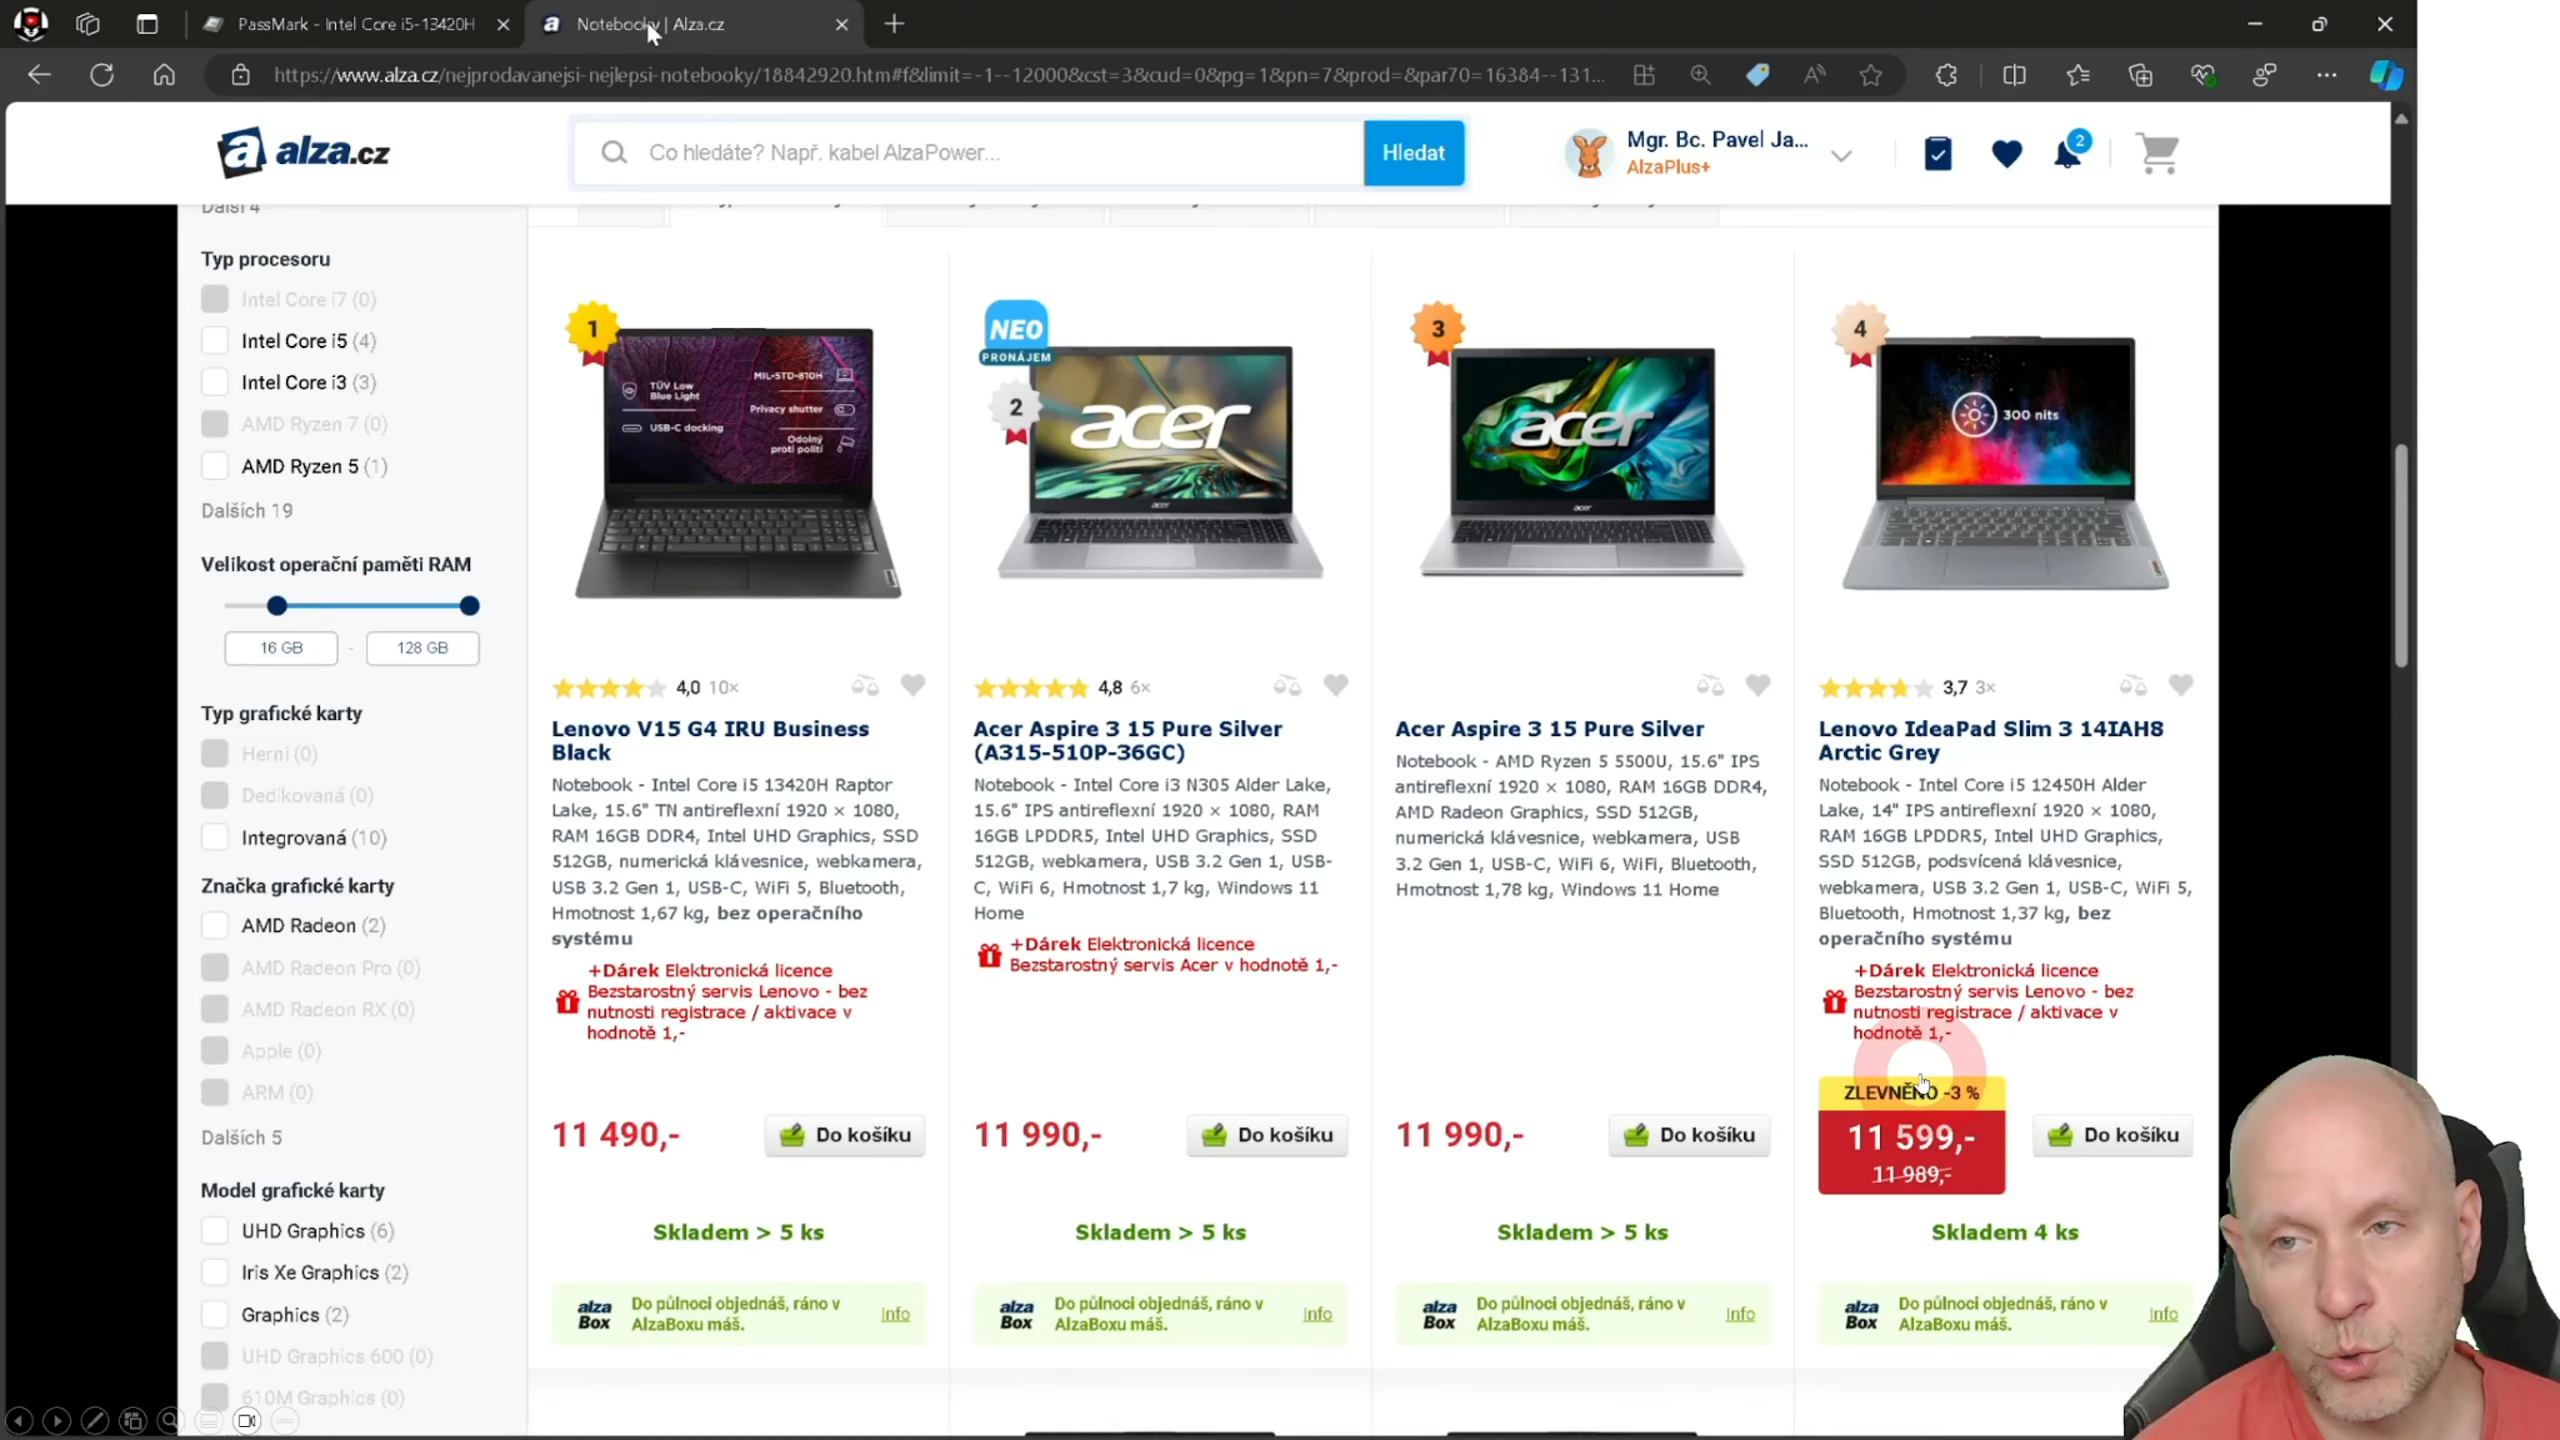 PassMark - Intel Core i5-13420H
Notebooky | Alza.cz
https://www.alza.cz/nejprodavanejsi-nejlepsi-notebooky/18842920.htm#f&limit=-1--12000&cst=3&cud=0&pg=1&pn=7&prod=&par70=16384--131...
alza.cz
Co hledáte? Např. kabel AlzaPower...
Hledat
Mgr. Bc. Pavel Ja...
AlzaPlus+
2
Další 4
Typ procesoru
Intel Core i7 (0)
Intel Core i5 (4)
Intel Core i3 (3)
AMD Ryzen 7 (0)
AMD Ryzen 5 (1)
Dalších 19
Velikost operační paměti RAM
16 GB - 128 GB
Typ grafické karty
Herní (0)
Dedikovaná (0)
Integrovaná (10)
Značka grafické karty
AMD Radeon (2)
AMD Radeon Pro (0)
AMD Radeon RX (0)
Apple (0)
ARM (0)
Dalších 5
Model grafické karty
UHD Graphics (6)
Iris Xe Graphics (2)
Graphics (2)
UHD Graphics 600 (0)
610M Graphics (0)
1
TÜV Low
Blue Light
USB-C docking
MIL-STD-810H
Privacy shutter
Odolný
proti polití
4,0 10×
Lenovo V15 G4 IRU Business
Black
Notebook - Intel Core i5 13420H Raptor
Lake, 15.6" TN antireflexní 1920 × 1080,
RAM 16GB DDR4, Intel UHD Graphics, SSD
512GB, numerická klávesnice, webkamera,
USB 3.2 Gen 1, USB-C, WiFi 5, Bluetooth,
Hmotnost 1,67 kg, bez operačního
systému
+Dárek Elektronická licence
Bezstarostný servis Lenovo - bez
nutnosti registrace / aktivace v
hodnotě 1,-
11 490,-
Do košíku
Skladem > 5 ks
alza
Box
Do půlnoci objednáš, ráno v
AlzaBoxu máš.
Info
NEO
PRONÁJEM
2
acer
acer
4,8 6×
Acer Aspire 3 15 Pure Silver
(A315-510P-36GC)
Notebook - Intel Core i3 N305 Alder Lake,
15.6" IPS antireflexní 1920 × 1080, RAM
16GB LPDDR5, Intel UHD Graphics, SSD
512GB, webkamera, USB 3.2 Gen 1, USB-
C, WiFi 6, Hmotnost 1,7 kg, Windows 11
Home
+Dárek Elektronická licence
Bezstarostný servis Acer v hodnotě 1,-
11 990,-
Do košíku
Skladem > 5 ks
alza
Box
Do půlnoci objednáš, ráno v
AlzaBoxu máš.
Info
3
acer
acer
Acer Aspire 3 15 Pure Silver
Notebook - AMD Ryzen 5 5500U, 15.6" IPS
antireflexní 1920 × 1080, RAM 16GB DDR4,
AMD Radeon Graphics, SSD 512GB,
numerická klávesnice, webkamera, USB
3.2 Gen 1, USB-C, WiFi 6, WiFi, Bluetooth,
Hmotnost 1,78 kg, Windows 11 Home
11 990,-
Do košíku
Skladem > 5 ks
alza
Box
Do půlnoci objednáš, ráno v
AlzaBoxu máš.
Info
4
300 nits
3,7 3×
Lenovo IdeaPad Slim 3 14IAH8
Arctic Grey
Notebook - Intel Core i5 12450H Alder
Lake, 14" IPS antireflexní 1920 × 1080,
RAM 16GB LPDDR5, Intel UHD Graphics,
SSD 512GB, podsvícená klávesnice,
webkamera, USB 3.2 Gen 1, USB-C, WiFi 5,
Bluetooth, Hmotnost 1,37 kg, bez
operačního systému
+Dárek Elektronická licence
Bezstarostný servis Lenovo - bez
nutnosti registrace / aktivace v
hodnotě 1,-
ZLEVNĚNO -3 %
11 599,-
11 989,-
Do košíku
Skladem 4 ks
alza
Box
Do půlnoci objednáš, ráno v
AlzaBoxu máš.
Info